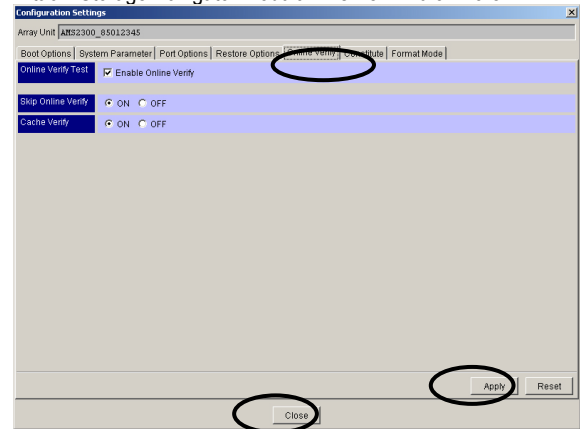 Configuration Settings
Array Unit AMS2300_85012345
Boot Options System Parameter Port Options Restore Options Online Verify Constitute Format Mode
Online Verify Test Enable Online Verify
Skip Online Verify ON OFF
Cache Verify ON OFF
Apply Reset
Close